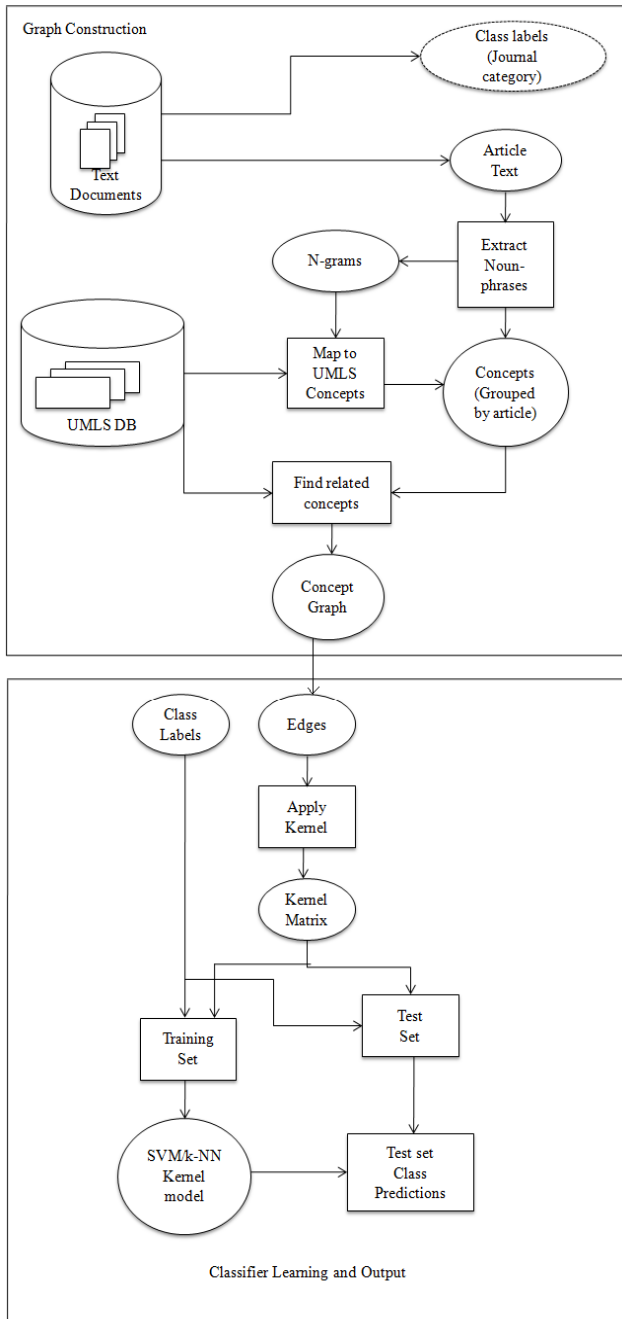 Graph Construction
Class labels
(Journal
category)
Text
Documents
Article
Text
Extract
Noun-
phrases
N-grams
Map to
UMLS
Concepts
Concepts
(Grouped
by article)
UMLS DB
Find related
concepts
Concept
Graph
Class
Labels
Edges
Apply
Kernel
Kernel
Matrix
Training
Set
Test
Set
SVM/k-NN
Kernel
model
Test set
Class
Predictions
Classifier Learning and Output